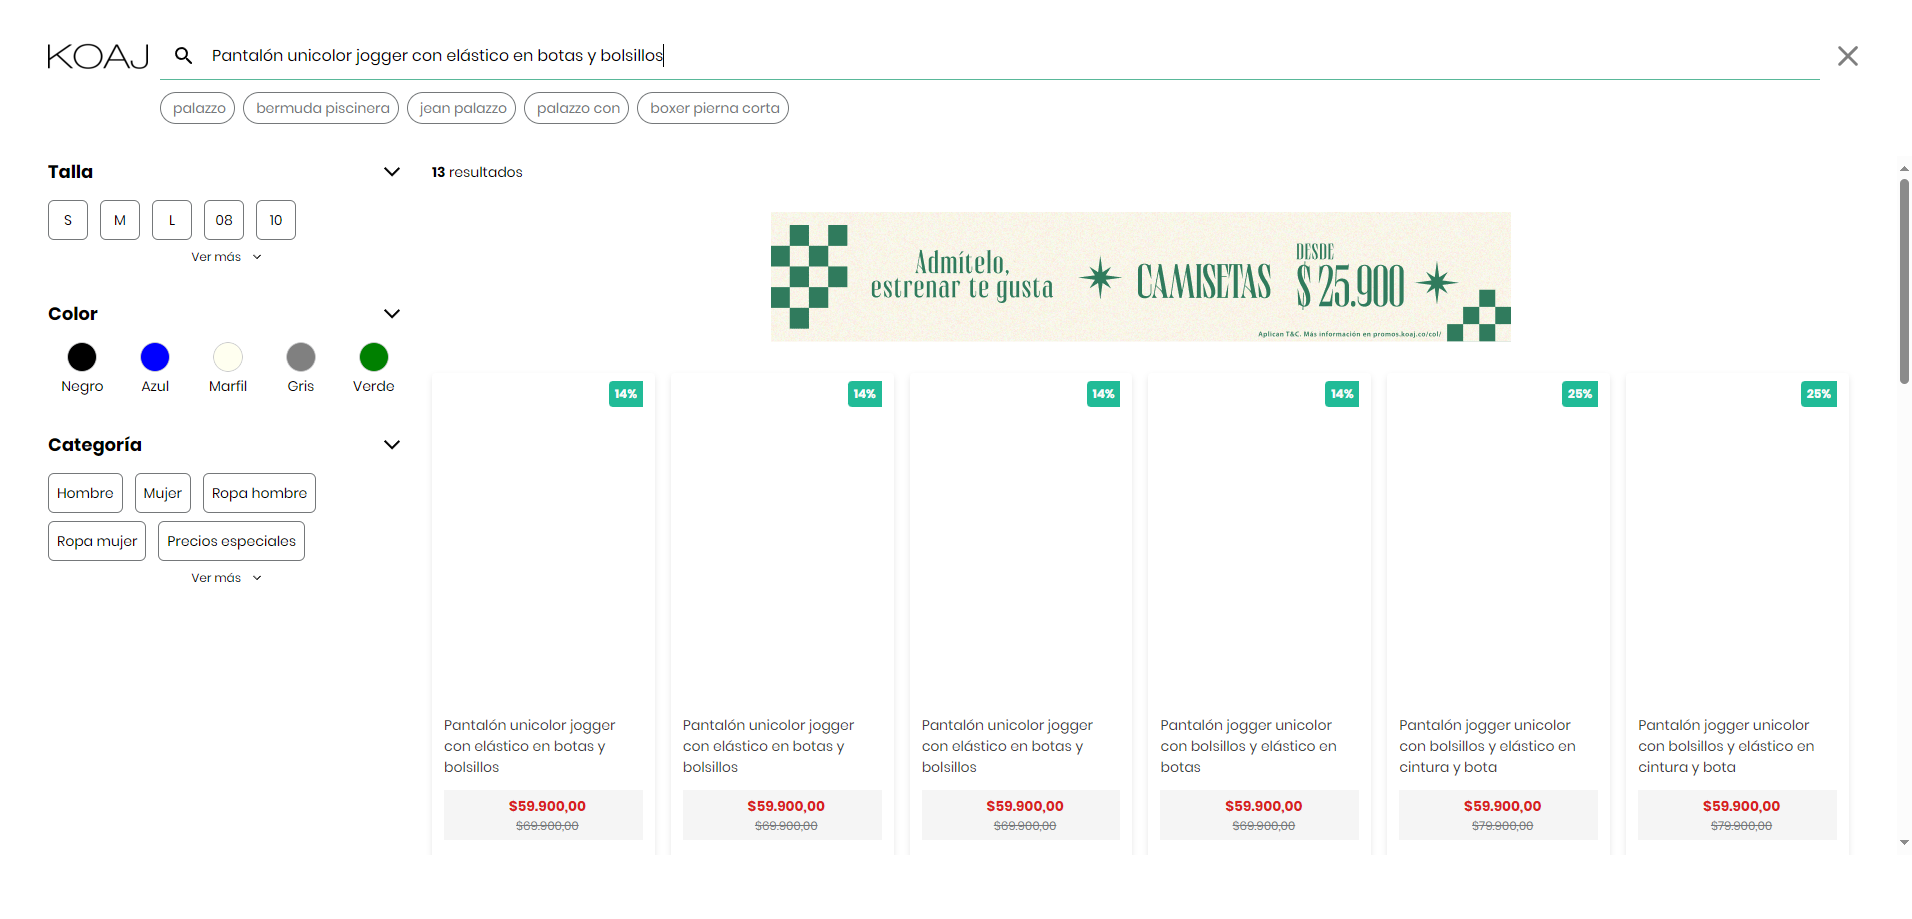 KOAJ
Pantalón unicolor jogger con elástico en botas y bolsillos
palazzo
bermuda piscinera
jean palazzo
palazzo con
boxer pierna corta
Talla
S
M
L
08
10
Ver más
Color
Negro
Azul
Marfil
Gris
Verde
Categoría
Hombre
Mujer
Ropa hombre
Ropa mujer
Precios especiales
Ver más
13 resultados
Admítelo,
estrenar te gusta
CAMISETAS
DESDE
$ 25.900
Aplican T&C. Más información en promos.koaj.co/col/
14%
Pantalón unicolor jogger
con elástico en botas y
bolsillos
$59.900,00
$69.900,00
14%
Pantalón unicolor jogger
con elástico en botas y
bolsillos
$59.900,00
$69.900,00
14%
Pantalón unicolor jogger
con elástico en botas y
bolsillos
$59.900,00
$69.900,00
14%
Pantalón jogger unicolor
con bolsillos y elástico en
botas
$59.900,00
$69.900,00
25%
Pantalón jogger unicolor
con bolsillos y elástico en
cintura y bota
$59.900,00
$79.900,00
25%
Pantalón jogger unicolor
con bolsillos y elástico en
cintura y bota
$59.900,00
$79.900,00